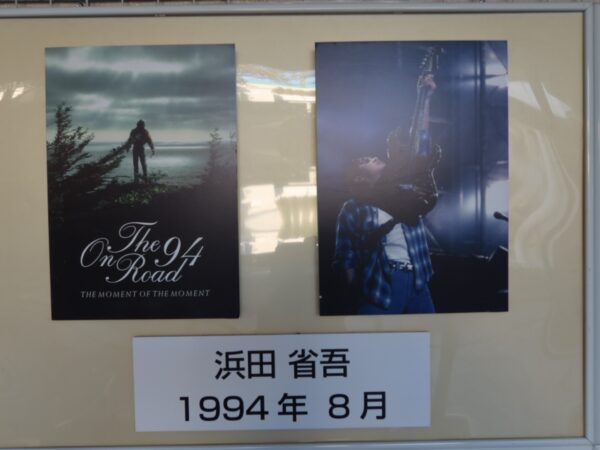 The
On 94
Road
THE MOMENT OF THE MOMENT
浜田 省吾
1994年 8月